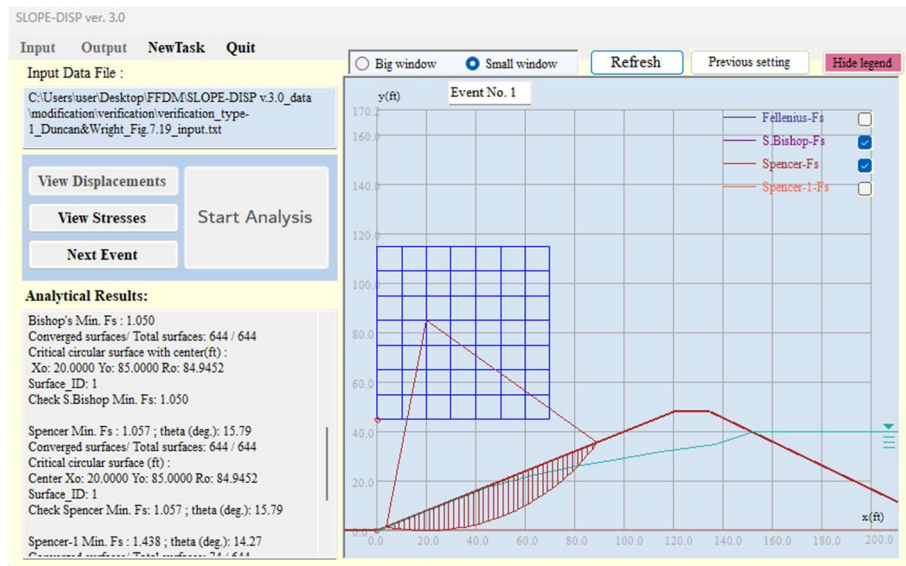 SLOPE-DISP ver. 3.0
Input Output NewTask Quit
Input Data File :
C:\Users\user\Desktop\FFDM\SLOPE-DISP v.3.0_data
\modification\verification\verification_type-
1_Duncan&Wright_Fig.7.19_input.txt
View Displacements
View Stresses
Next Event
Start Analysis
Analytical Results:
Bishop's Min. Fs : 1.050
Converged surfaces/ Total surfaces: 644 / 644
Critical circular surface with center(ft) :
Xo: 20.0000 Yo: 85.0000 Ro: 84.9452
Surface_ID: 1
Check S.Bishop Min. Fs: 1.050
Spencer Min. Fs : 1.057 ; theta (deg.): 15.79
Converged surfaces/ Total surfaces: 644 / 644
Critical circular surface (ft) :
Center Xo: 20.0000 Yo: 85.0000 Ro: 84.9452
Surface_ID: 1
Check Spencer Min. Fs: 1.057 ; theta (deg.): 15.79
Spencer-1 Min. Fs : 1.438 ; theta (deg.): 14.27
Converged surfaces/ Total surfaces: 74 / 644
Big window Small window Refresh Previous setting Hide legend
y(ft)
Event No. 1
170.2
160.0
140.0
120.0
100.0
80.0
60.0
40.0
20.0
0.0
Fellenius-Fs
S.Bishop-Fs
Spencer-Fs
Spencer-1-Fs
x(ft)
0.0 20.0 40.0 60.0 80.0 100.0 120.0 140.0 160.0 180.0 200.0